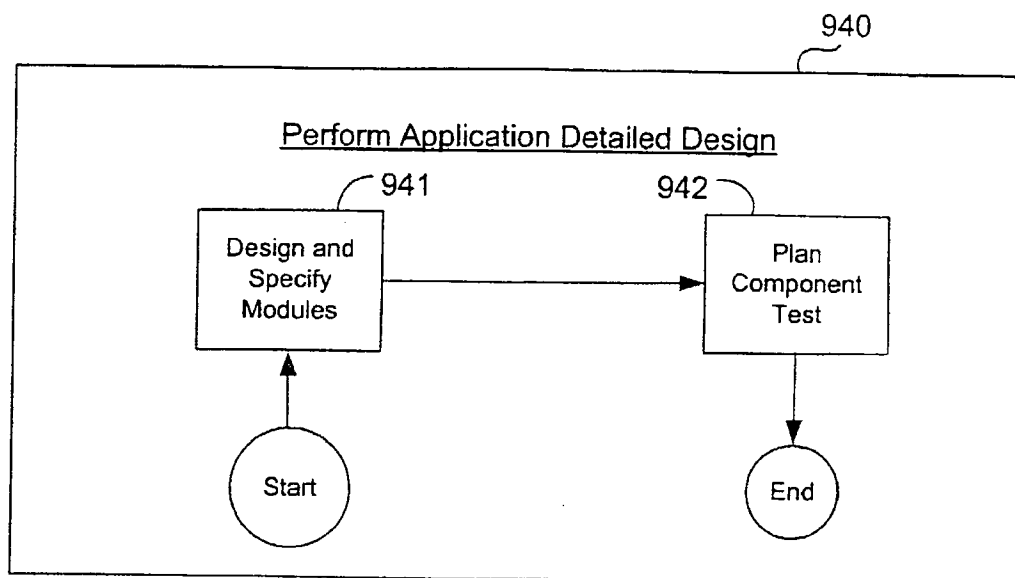 940
Perform Application Detailed Design
941
942
Design and
Specify
Modules
Plan
Component
Test
Start
End